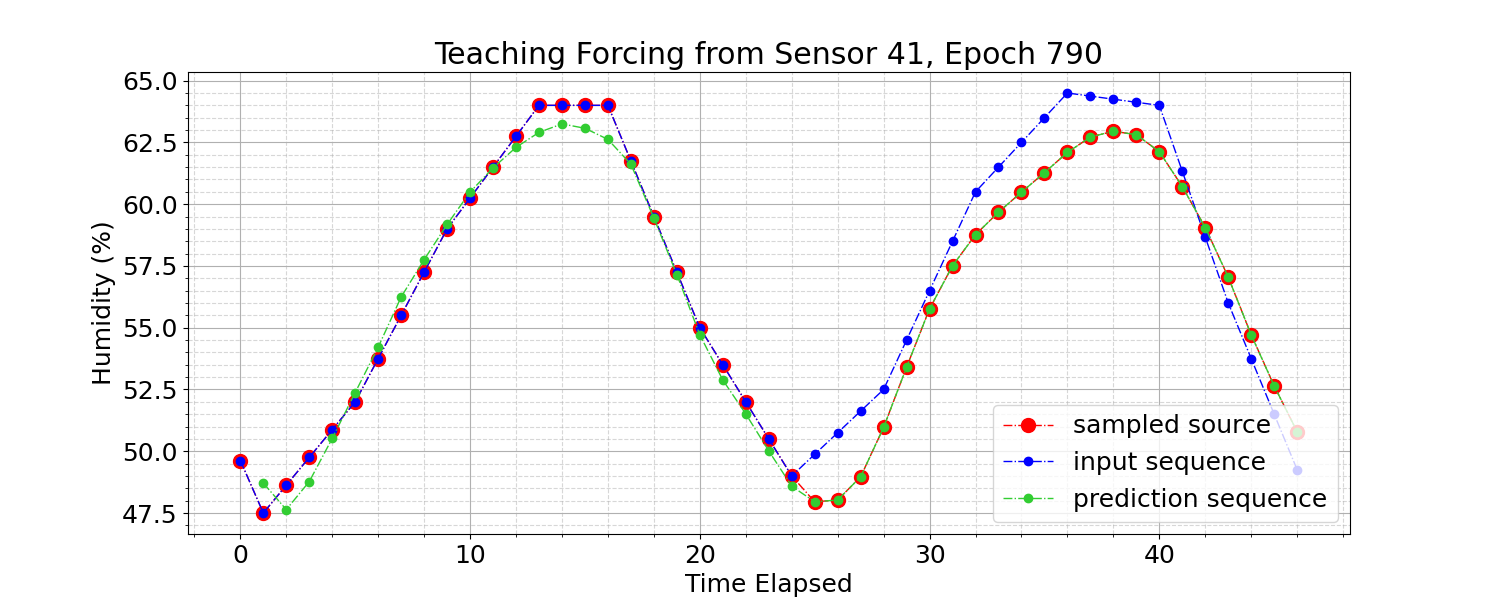 Teaching Forcing from Sensor 41, Epoch 790
65.0
62.5
60.0
57.5
55.0
52.5
50.0
47.5
Humidity (%)
0 10 20 30 40
Time Elapsed
sampled source
input sequence
prediction sequence